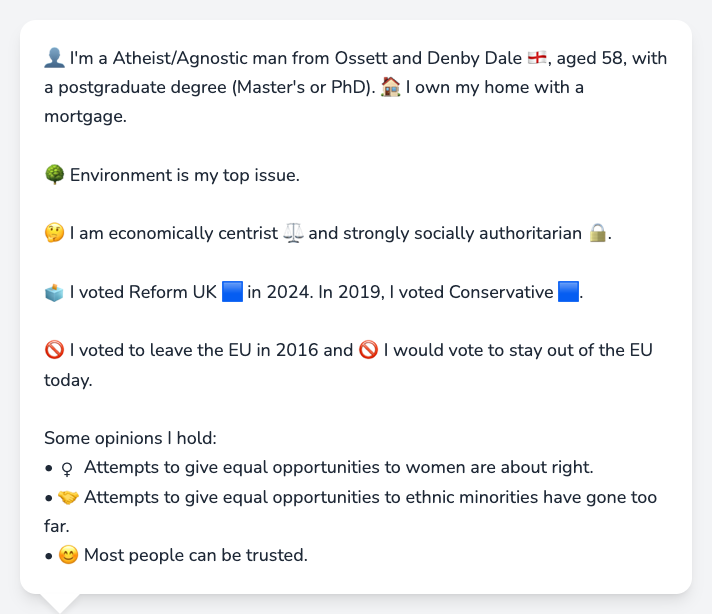 👤 I'm a Atheist/Agnostic man from Ossett and Denby Dale 🏴󠁧󠁢󠁥󠁮󠁧󠁿, aged 58, with
a postgraduate degree (Master's or PhD). 🏠 I own my home with a
mortgage.
🌳 Environment is my top issue.
🤔 I am economically centrist ⚖️ and strongly socially authoritarian 🔒.
🗳️ I voted Reform UK 🟦 in 2024. In 2019, I voted Conservative 🟦.
🚫 I voted to leave the EU in 2016 and 🚫 I would vote to stay out of the EU
today.
Some opinions I hold:
• ♀ Attempts to give equal opportunities to women are about right.
• 🤝 Attempts to give equal opportunities to ethnic minorities have gone too
far.
• 😊 Most people can be trusted.